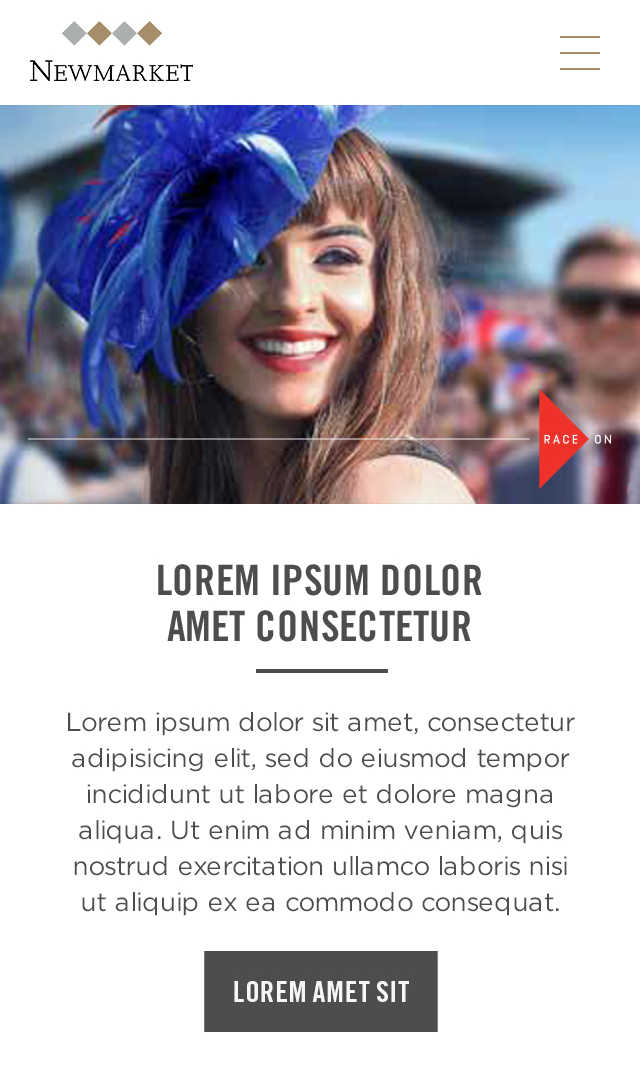 NEWMARKET
RACE ON
LOREM IPSUM DOLOR
AMET CONSECTETUR
Lorem ipsum dolor sit amet, consectetur
adipisicing elit, sed do eiusmod tempor
incididunt ut labore et dolore magna
aliqua. Ut enim ad minim veniam, quis
nostrud exercitation ullamco laboris nisi
ut aliquip ex ea commodo consequat.
LOREM AMET SIT